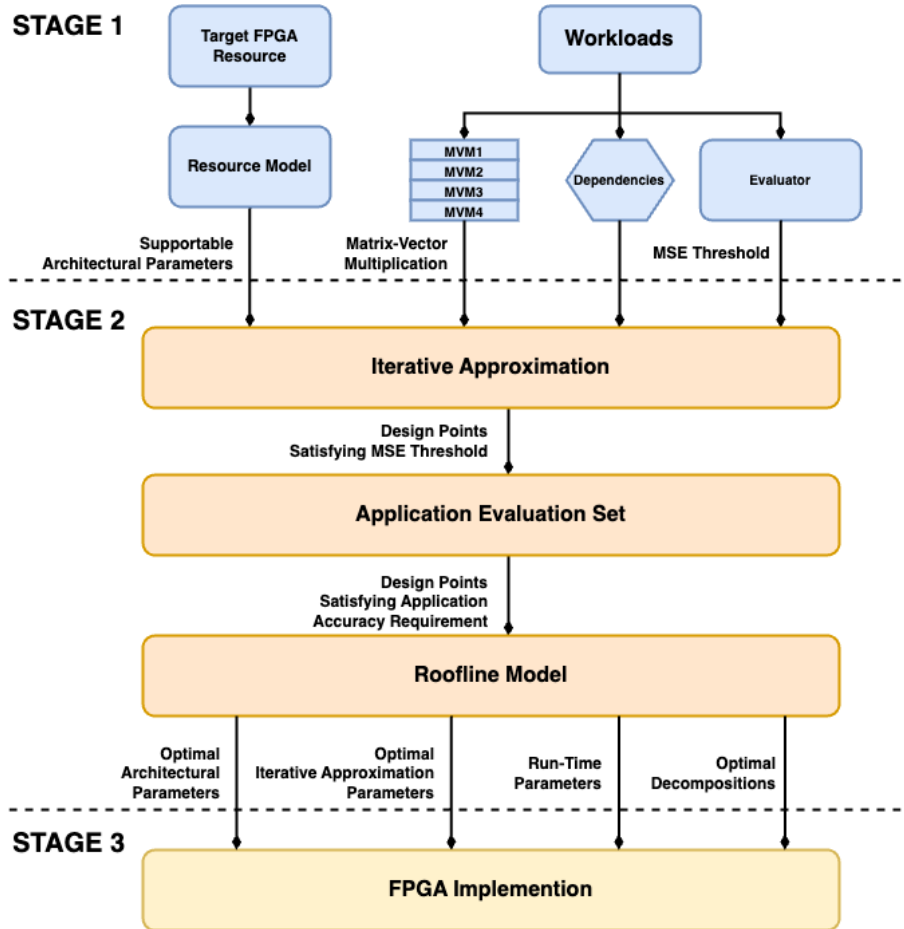 STAGE 1
Target FPGA
Resource
Workloads
Resource Model
MVM1
MVM2
MVM3
MVM4
Dependencies
Evaluator
Supportable
Architectural Parameters
Matrix-Vector
Multiplication
MSE Threshold
STAGE 2
Iterative Approximation
Design Points
Satisfying MSE Threshold
Application Evaluation Set
Design Points
Satisfying Application
Accuracy Requirement
Roofline Model
Optimal
Architectural
Parameters
Optimal
Iterative Approximation
Parameters
Run-Time
Parameters
Optimal
Decompositions
STAGE 3
FPGA Implemention